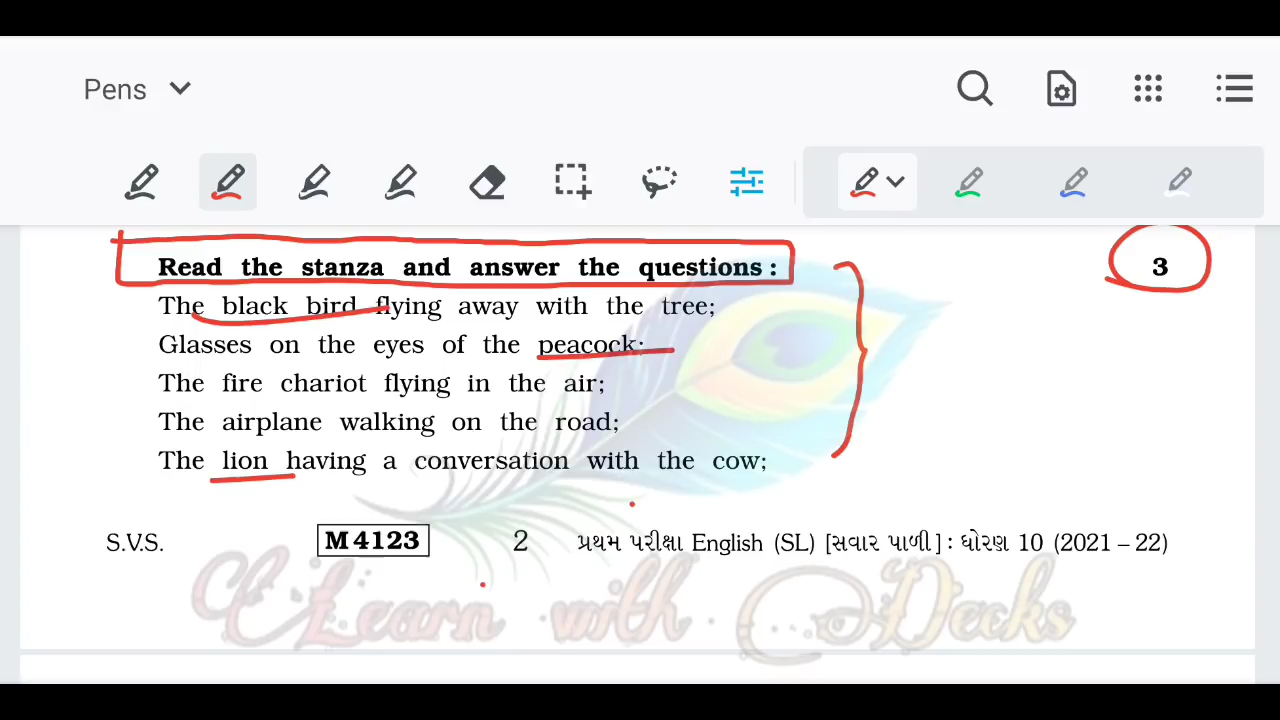 Pens
Read the stanza and answer the questions :
3
The black bird flying away with the tree;
Glasses on the eyes of the peacock;
The fire chariot flying in the air;
The airplane walking on the road;
The lion having a conversation with the cow;
S.V.S. M 4123 2 પ્રથમ પરીક્ષા English (SL) [સવાર પાળી] : ધોરણ 10 (2021 – 22)
Learn with Decks